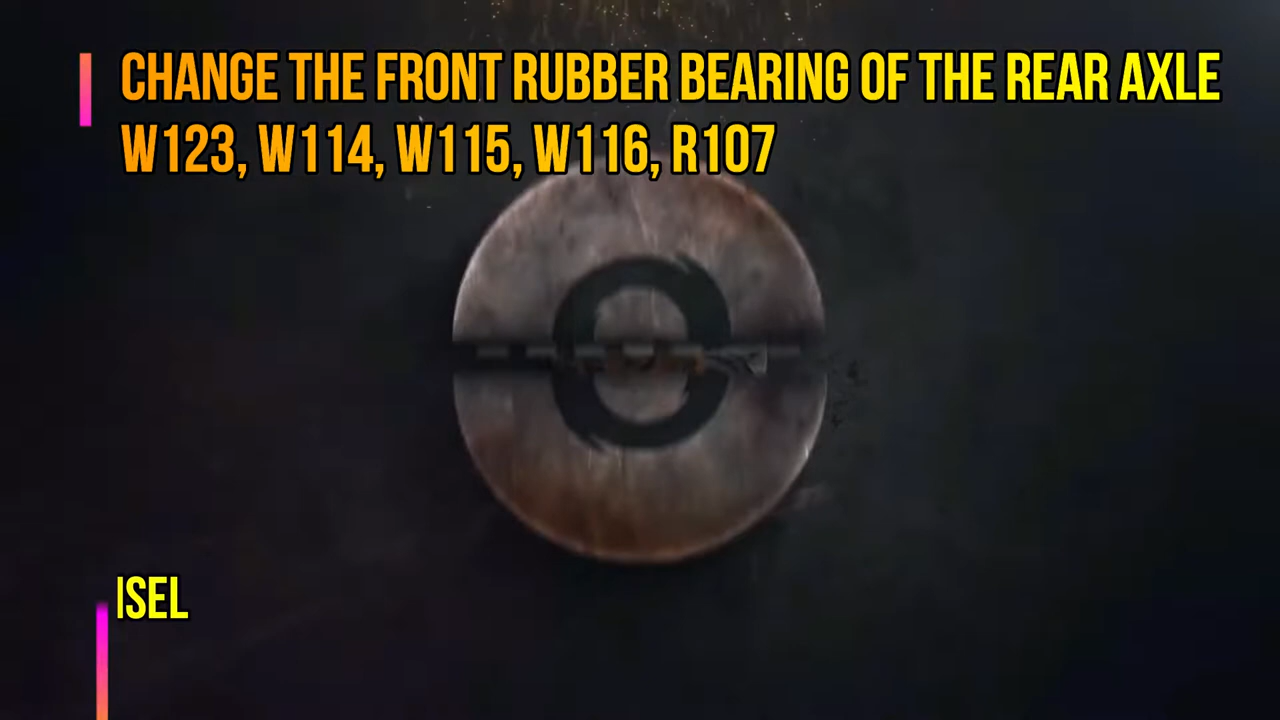 CHANGE THE FRONT RUBBER BEARING OF THE REAR AXLE
W123, W114, W115, W116, R107
ISEL